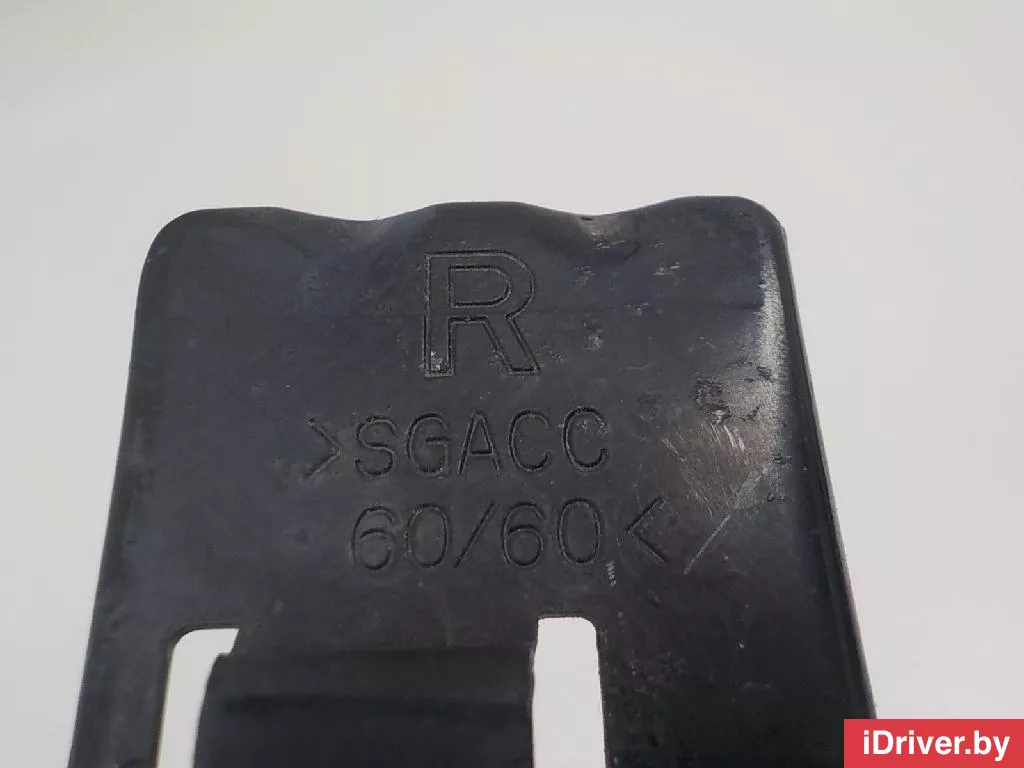 R
>SGACC
60/60<
iDriver.by